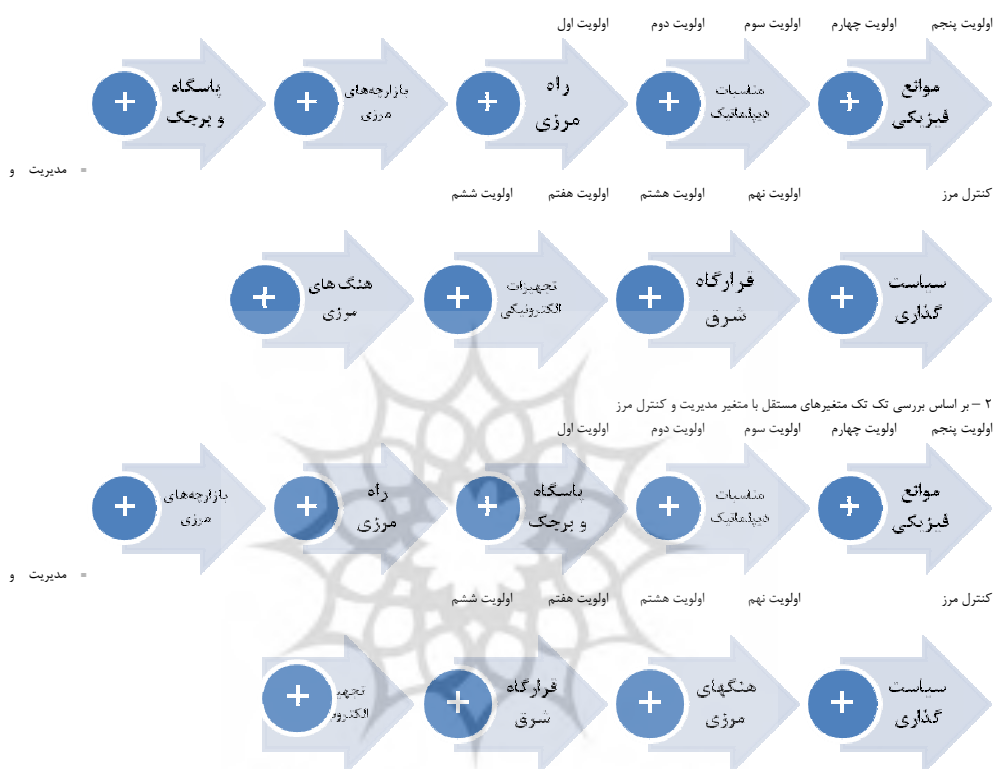 اولویت پنجم اولویت چهارم اولویت سوم اولویت دوم اولویت اول
موانع
فیزیکی
مناسبات
دیپلماتیک
راه
مرزی
بازارچه‌های
مرزی
پاسگاه
و برجک
= مدیریت و
کنترل مرز اولویت نهم اولویت هشتم اولویت هفتم اولویت ششم
سیاست
گذاری
قرارگاه
شرق
تجهیزات
الکترونیکی
هنگ های
مرزی
۲ – بر اساس بررسی تک تک متغیرهای مستقل با متغیر مدیریت و کنترل مرز
اولویت پنجم اولویت چهارم اولویت سوم اولویت دوم اولویت اول
موانع
فیزیکی
مناسبات
دیپلماتیک
پاسگاه
و برجک
راه
مرزی
بازارچه‌های
مرزی
= مدیریت و
کنترل مرز اولویت نهم اولویت هشتم اولویت هفتم اولویت ششم
سیاست
گذاری
هنگهای
مرزی
قرارگاه
شرق